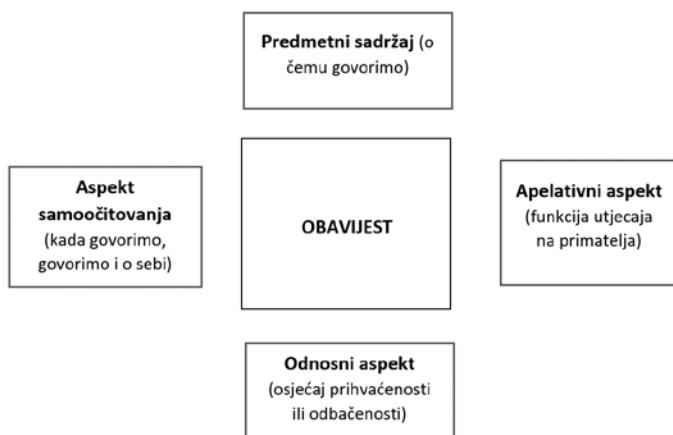 Predmetni sadržaj (o
čemu govorimo)
Aspekt
samoočitovanja
(kada govorimo,
govorimo i o sebi)
OBAVIJEST
Apelativni aspekt
(funkcija utjecaja
na primatelja)
Odnosni aspekt
(osjećaj prihvaćenosti
ili odbačenosti)